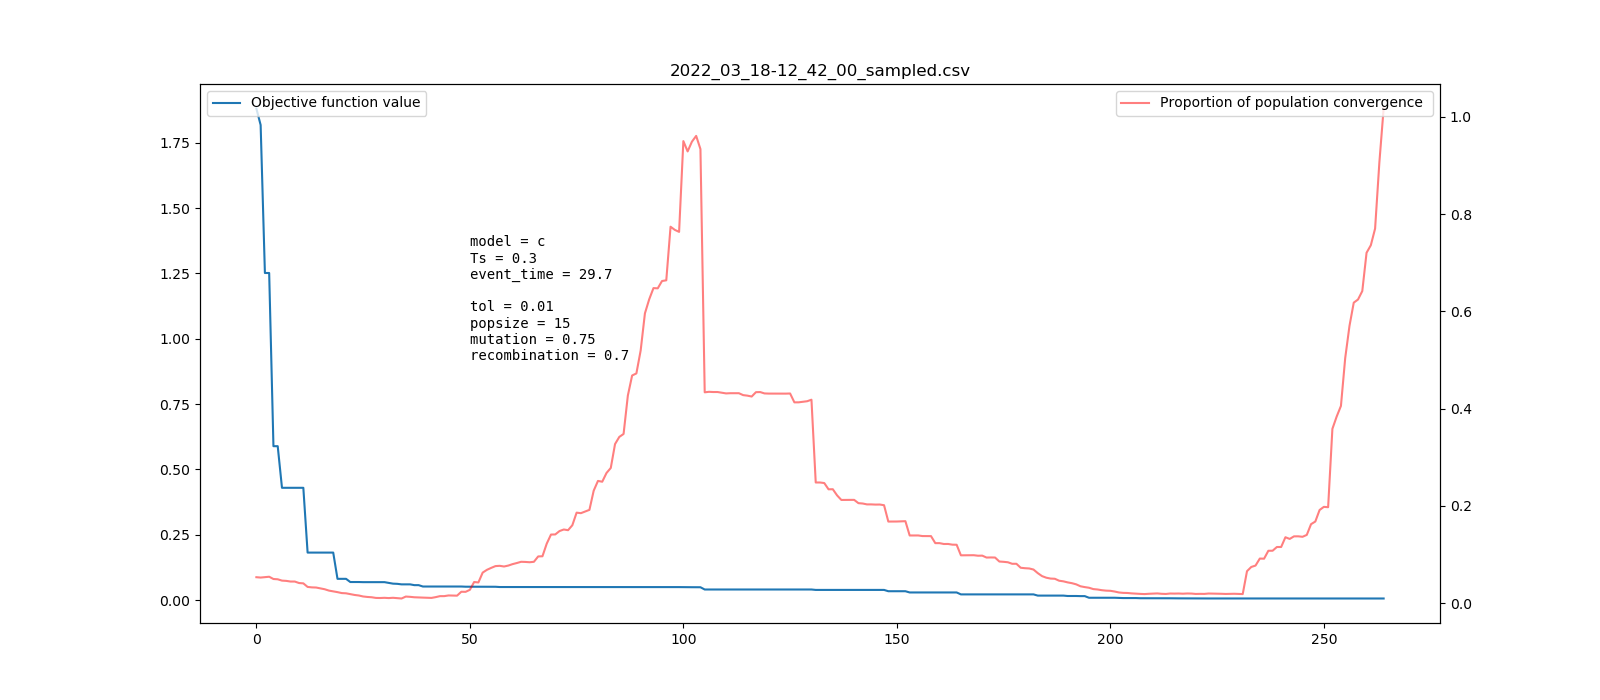 2022_03_18-12_42_00_sampled.csv
Objective function value
Proportion of population convergence
1.75
1.50
1.25
1.00
0.75
0.50
0.25
0.00
model = c
Ts = 0.3
event_time = 29.7
tol = 0.01
popsize = 15
mutation = 0.75
recombination = 0.7
1.0
0.8
0.6
0.4
0.2
0.0
0 50 100 150 200 250